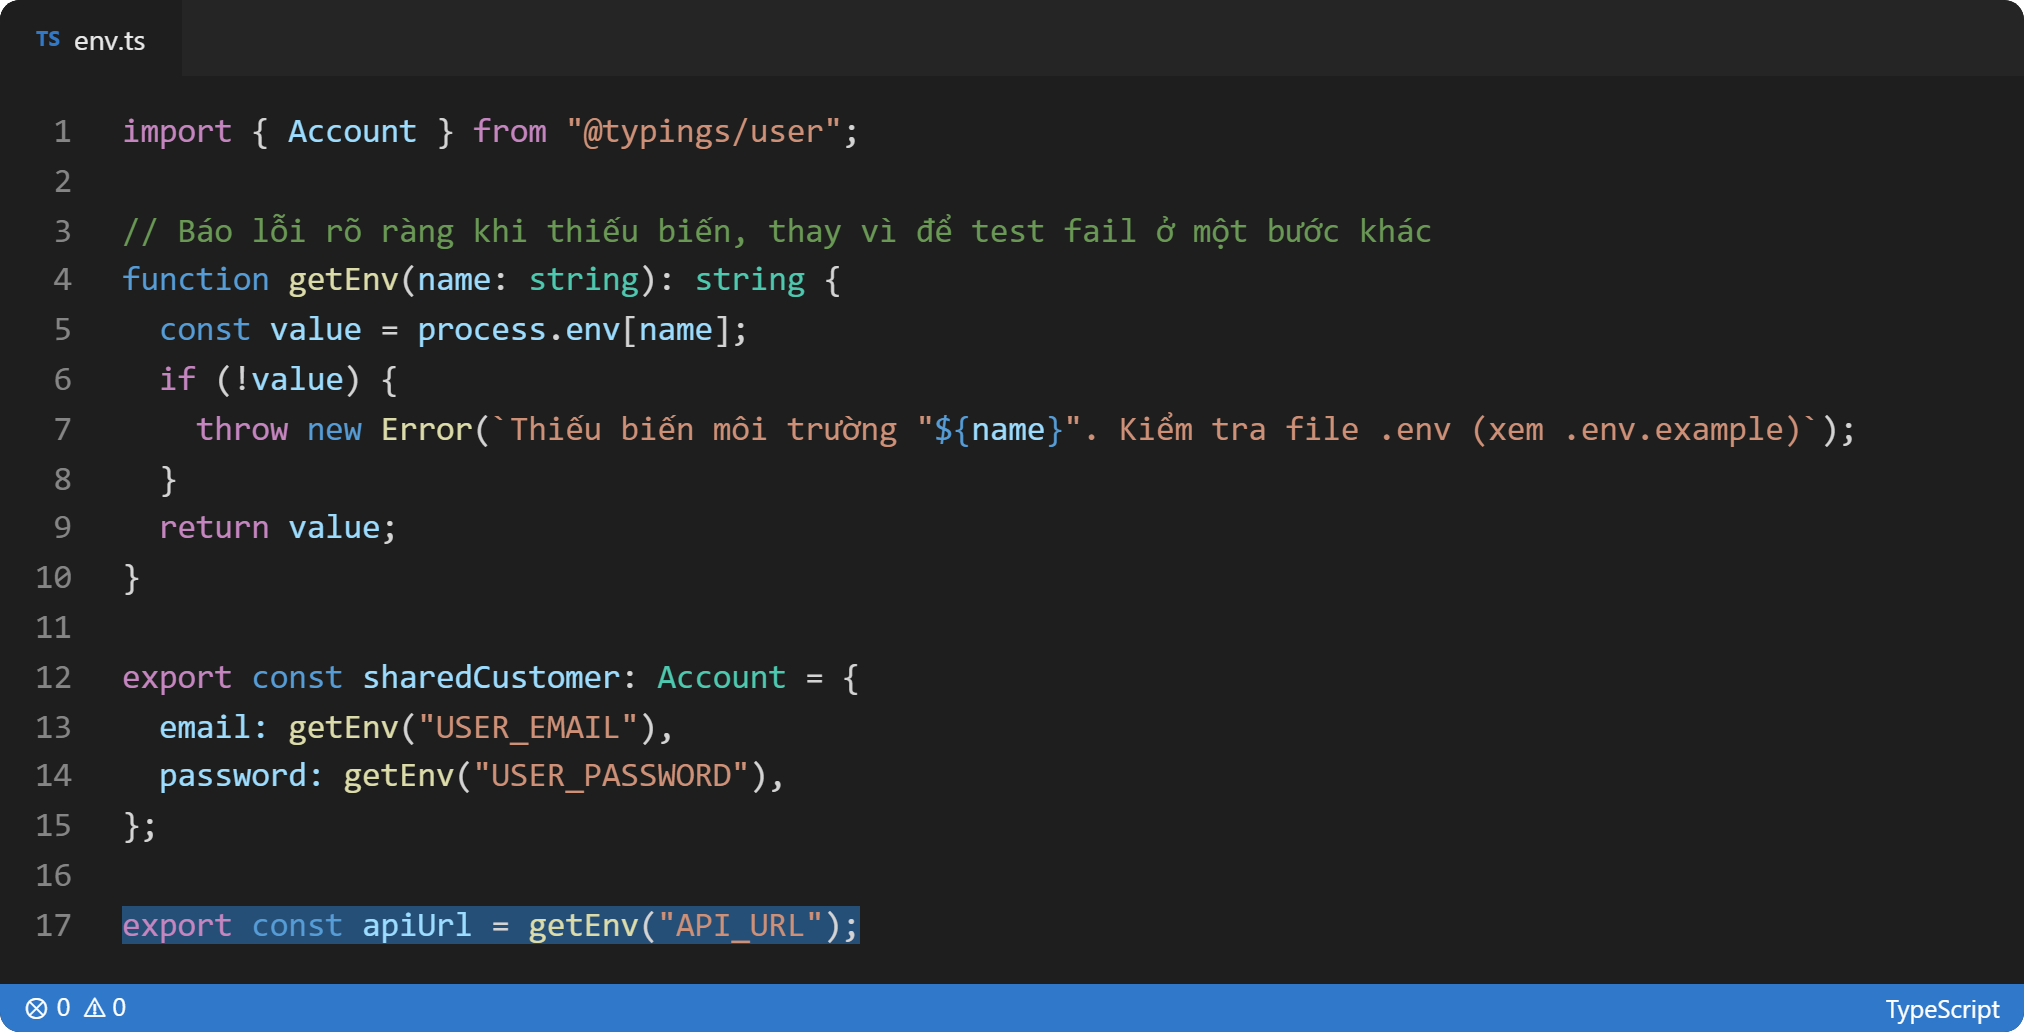 TS env.ts
1 import { Account } from "@typings/user";
2
3 // Báo lỗi rõ ràng khi thiếu biến, thay vì để test fail ở một bước khác
4 function getEnv(name: string): string {
5   const value = process.env[name];
6   if (!value) {
7     throw new Error(`Thiếu biến môi trường "${name}". Kiểm tra file .env (xem .env.example)`);
8   }
9   return value;
10 }
11
12 export const sharedCustomer: Account = {
13   email: getEnv("USER_EMAIL"),
14   password: getEnv("USER_PASSWORD"),
15 };
16
17 export const apiUrl = getEnv("API_URL");
0 0 TypeScript